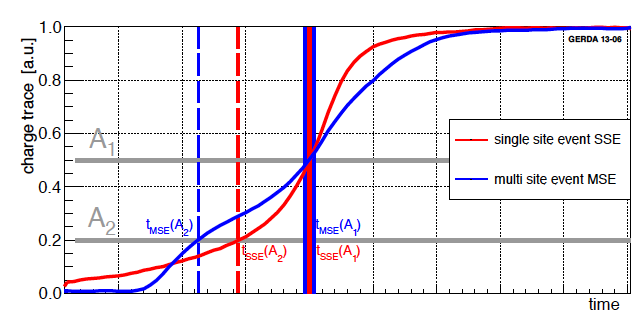 charge trace [a.u.]
1.0
0.8
0.6
0.4
0.2
0.0
GERDA 13-06
A1
A2
single site event SSE
multi site event MSE
tMSE(A2)
tMSE(A1)
tSSE(A2)
tSSE(A1)
time